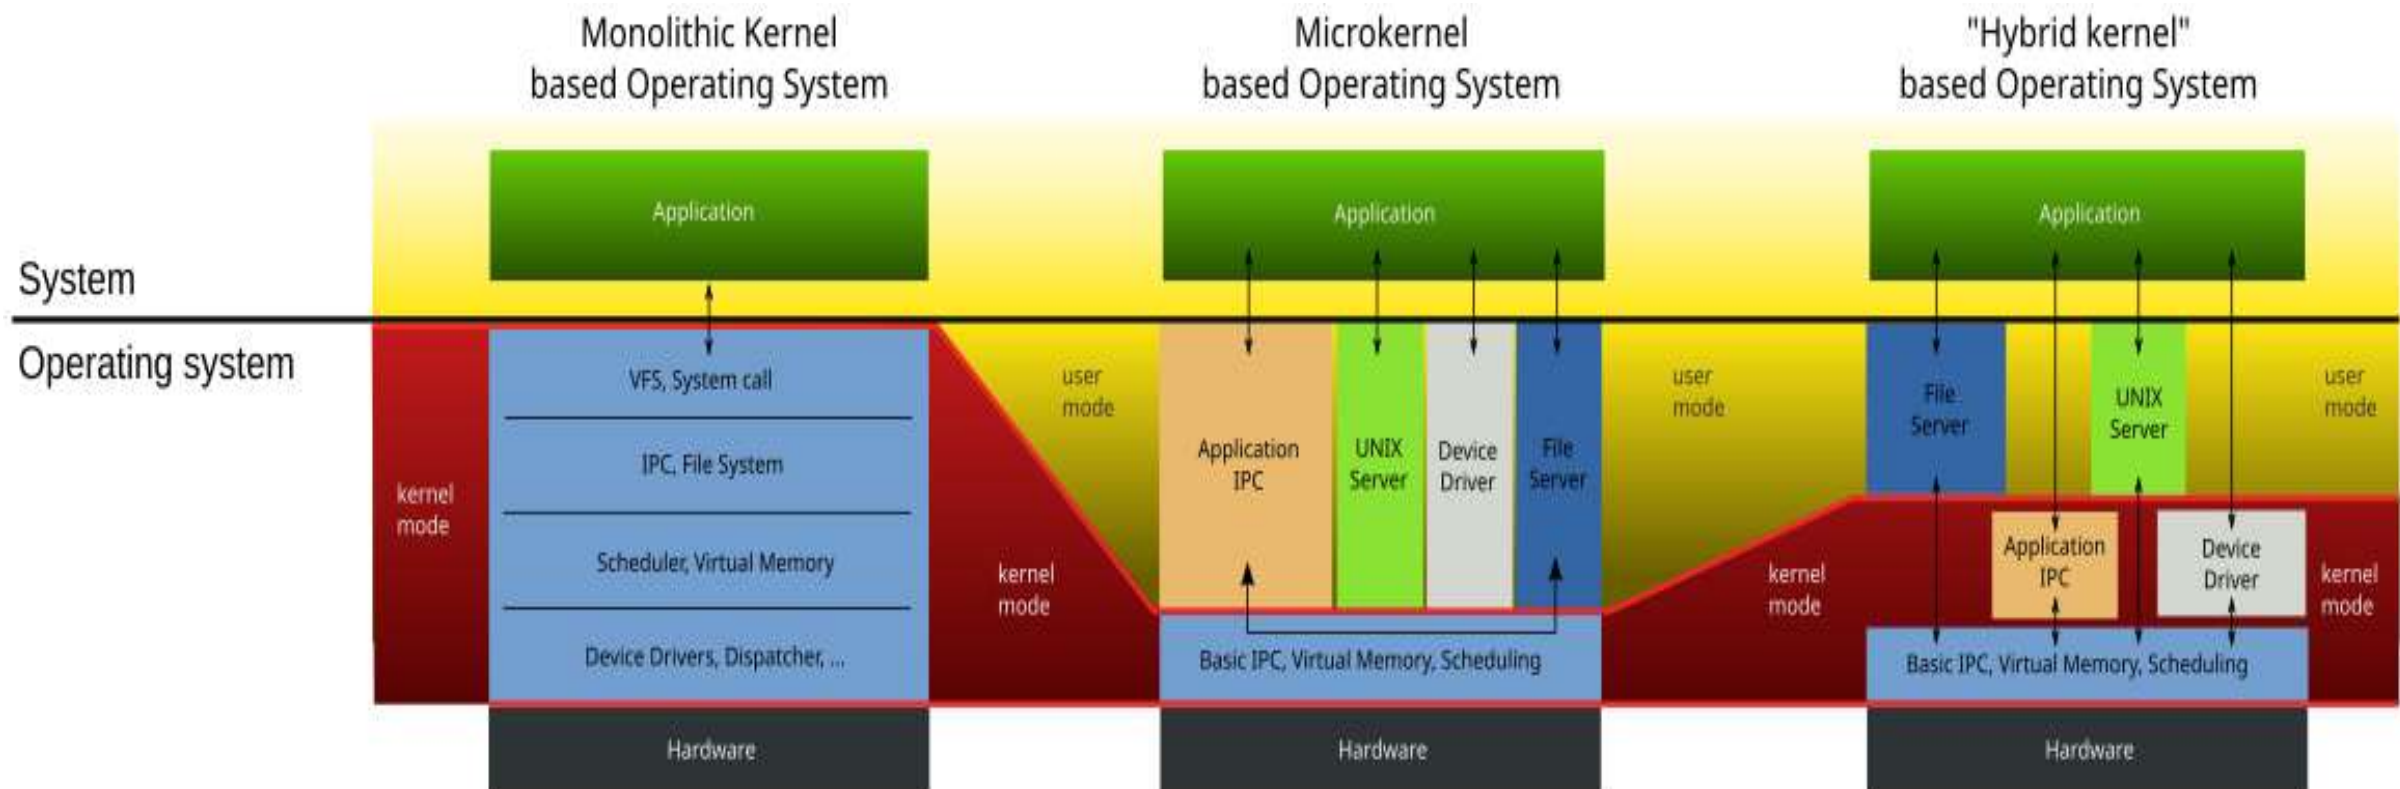 Monolithic Kernel
based Operating System
Microkernel
based Operating System
"Hybrid kernel"
based Operating System
Application
Application
Application
System
Operating system
kernel
mode
VFS, System call
IPC, File System
Scheduler, Virtual Memory
Device Drivers, Dispatcher, ...
Hardware
kernel
mode
user
mode
Application
IPC
UNIX
Server
Device
Driver
File
Server
Basic IPC, Virtual Memory, Scheduling
Hardware
user
mode
kernel
mode
File
Server
UNIX
Server
user
mode
Application
IPC
Device
Driver
kernel
mode
Basic IPC, Virtual Memory, Scheduling
Hardware